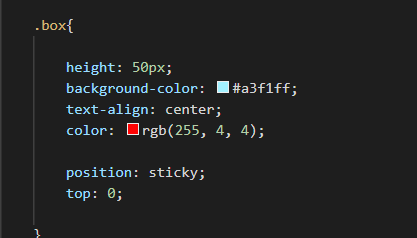 .box{
height: 50px;
background-color: #a3f1ff;
text-align: center;
color: rgb(255, 4, 4);
position: sticky;
top: 0;
}